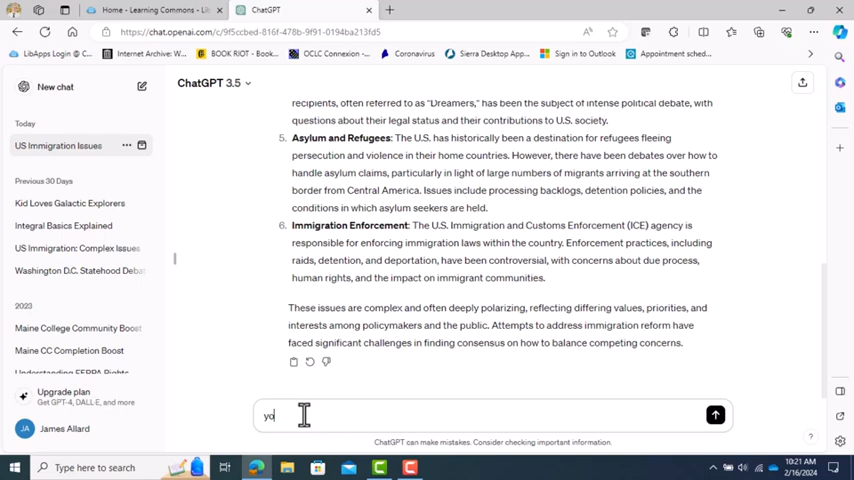 Home - Learning Commons - Lib
ChatGPT
https://chat.openai.com/c/9f5ccbed-816f-478b-9f91-0194ba213fd5
LibApps Login @ Cl...
Internet Archive: W...
BOOK RIOT - Book...
OCLC Connexion -...
Coronavirus
Sierra Desktop App...
Sign in to Outlook
Appointment sched...
New chat
ChatGPT 3.5
Today
US Immigration Issues
Previous 30 Days
Kid Loves Galactic Explorers
Integral Basics Explained
US Immigration: Complex Issues
Washington D.C. Statehood Debat
2023
Maine College Community Boost
Maine CC Completion Boost
Understanding FERPA Rights
Upgrade plan
Get GPT-4, DALL·E, and more
JA
James Allard
recipients, often referred to as "Dreamers," has been the subject of intense political debate, with
questions about their legal status and their contributions to U.S. society.
5. Asylum and Refugees: The U.S. has historically been a destination for refugees fleeing
persecution and violence in their home countries. However, there have been debates over how to
handle asylum claims, particularly in light of large numbers of migrants arriving at the southern
border from Central America. Issues include processing backlogs, detention policies, and the
conditions in which asylum seekers are held.
6. Immigration Enforcement: The U.S. Immigration and Customs Enforcement (ICE) agency is
responsible for enforcing immigration laws within the country. Enforcement practices, including
raids, detention, and deportation, have been controversial, with concerns about due process,
human rights, and the impact on immigrant communities.
These issues are complex and often deeply polarizing, reflecting differing values, priorities, and
interests among policymakers and the public. Attempts to address immigration reform have
faced significant challenges in finding consensus on how to balance competing concerns.
yo
ChatGPT can make mistakes. Consider checking important information.
?
Type here to search
10:21 AM
2/16/2024